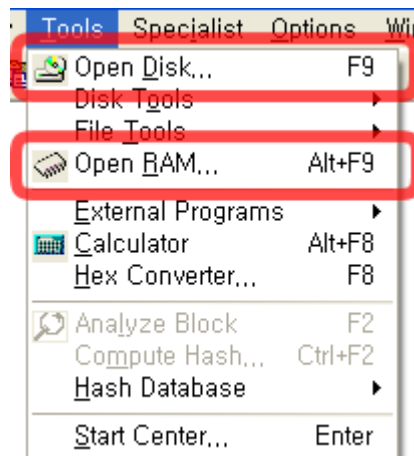 Tools Specialist Options Win
Open Disk,,, F9
Disk Tools
File Tools
Open RAM,,, Alt+F9
External Programs
Calculator Alt+F8
Hex Converter,,, F8
Analyze Block F2
Compute Hash,,, Ctrl+F2
Hash Database
Start Center,,, Enter